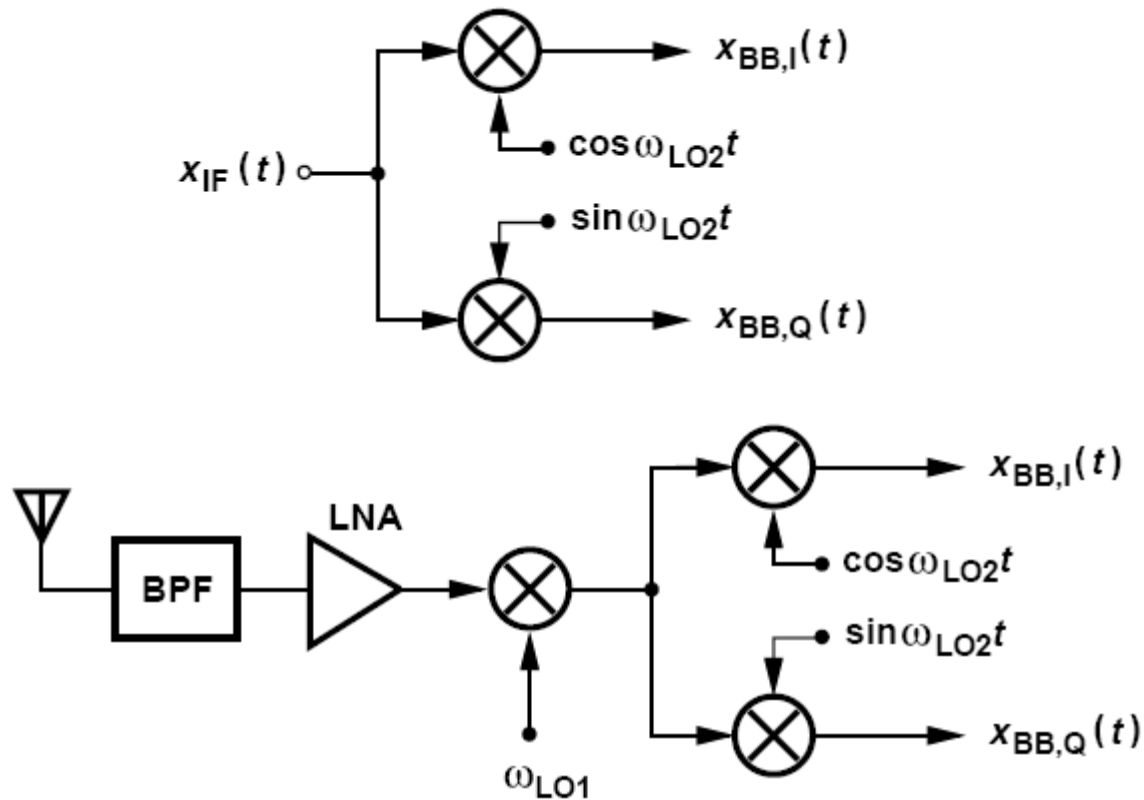 x_BB,I(t)
cos ω_LO2 t
x_IF(t)
sin ω_LO2 t
x_BB,Q(t)
LNA
BPF
x_BB,I(t)
cos ω_LO2 t
sin ω_LO2 t
x_BB,Q(t)
ω_LO1